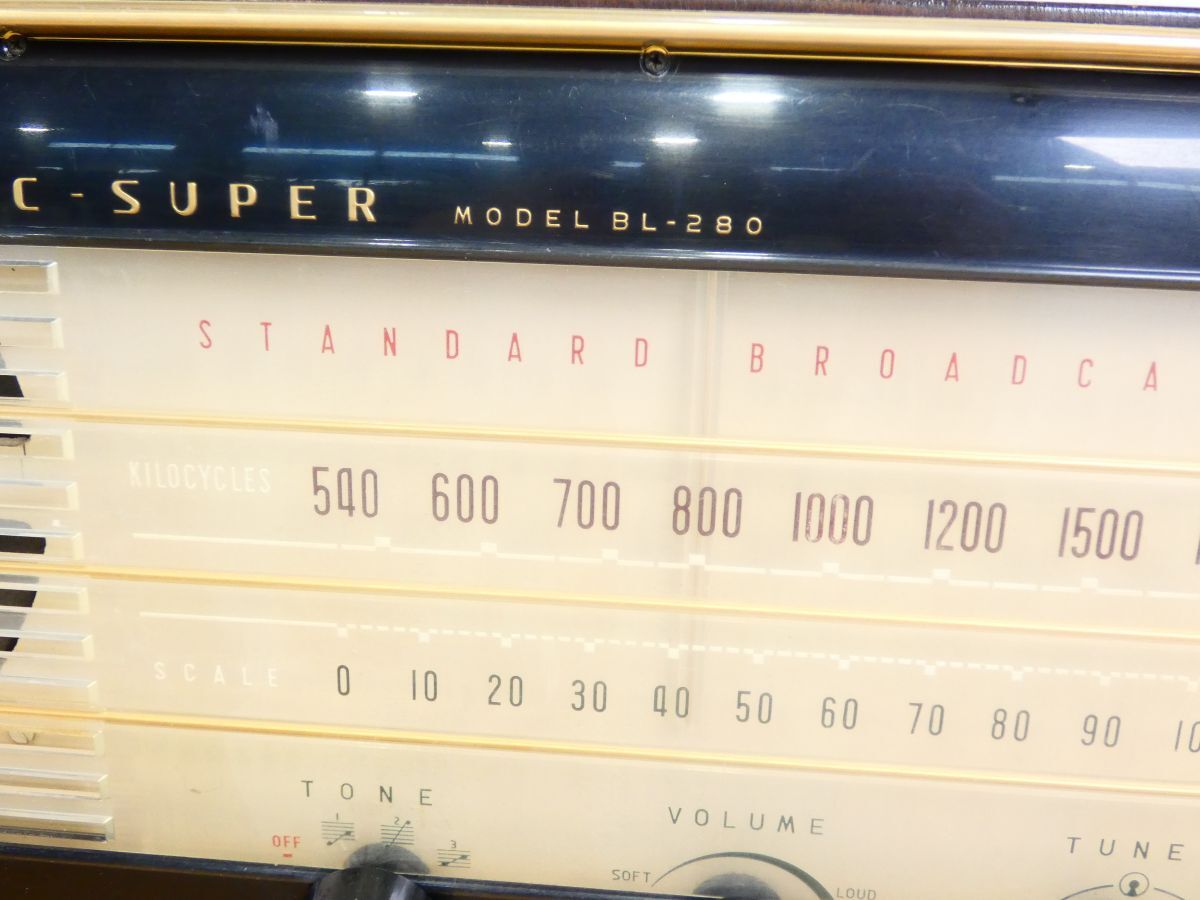 C-SUPER MODEL BL-280
STANDARD BROADCA
KILOCYCLES 540 600 700 800 1000 1200 1500
SCALE 0 10 20 30 40 50 60 70 80 90 10
TONE
VOLUME
TUNE
OFF 1 2 3
SOFT LOUD